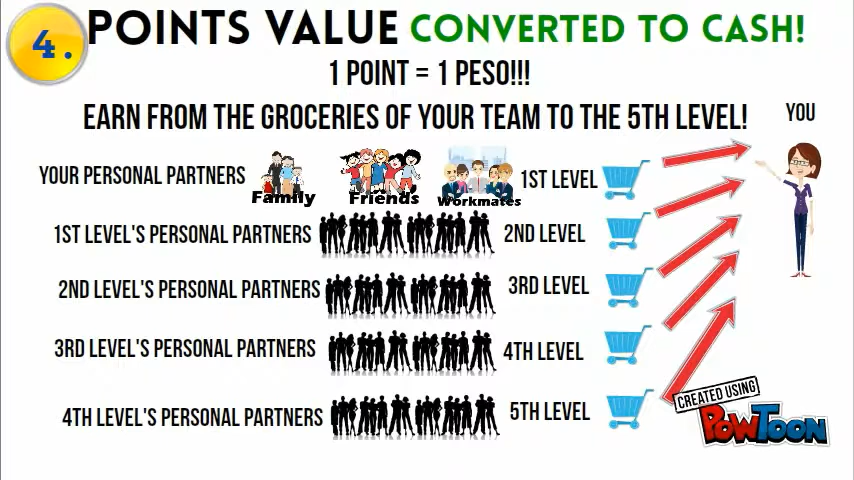 4. POINTS VALUE CONVERTED TO CASH!
1 POINT = 1 PESO!!!
EARN FROM THE GROCERIES OF YOUR TEAM TO THE 5TH LEVEL!
YOU
YOUR PERSONAL PARTNERS Family Friends Workmates 1ST LEVEL
1ST LEVEL'S PERSONAL PARTNERS 2ND LEVEL
2ND LEVEL'S PERSONAL PARTNERS 3RD LEVEL
3RD LEVEL'S PERSONAL PARTNERS 4TH LEVEL
4TH LEVEL'S PERSONAL PARTNERS 5TH LEVEL
CREATED USING
POWTOON